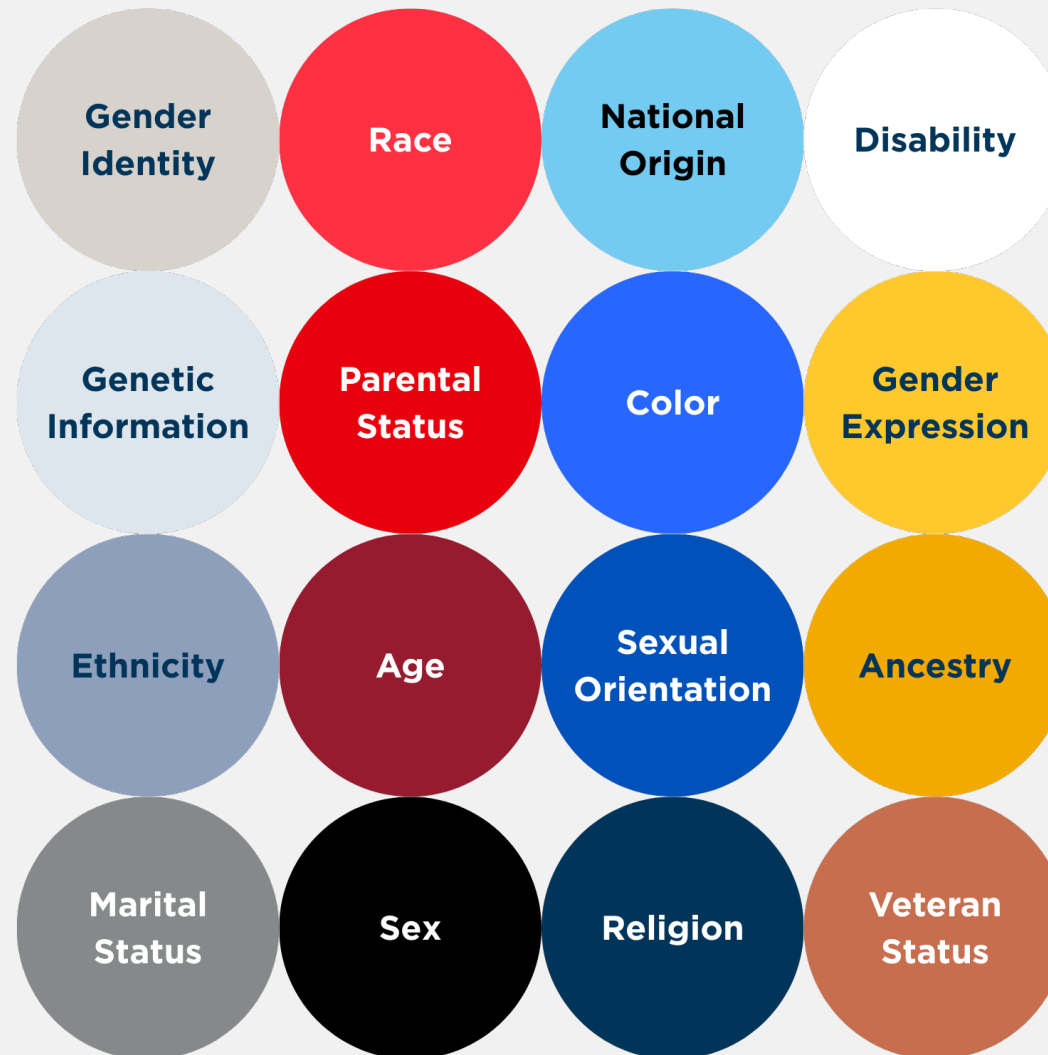 Gender
Identity
Race
National
Origin
Disability
Genetic
Information
Parental
Status
Color
Gender
Expression
Ethnicity
Age
Sexual
Orientation
Ancestry
Marital
Status
Sex
Religion
Veteran
Status